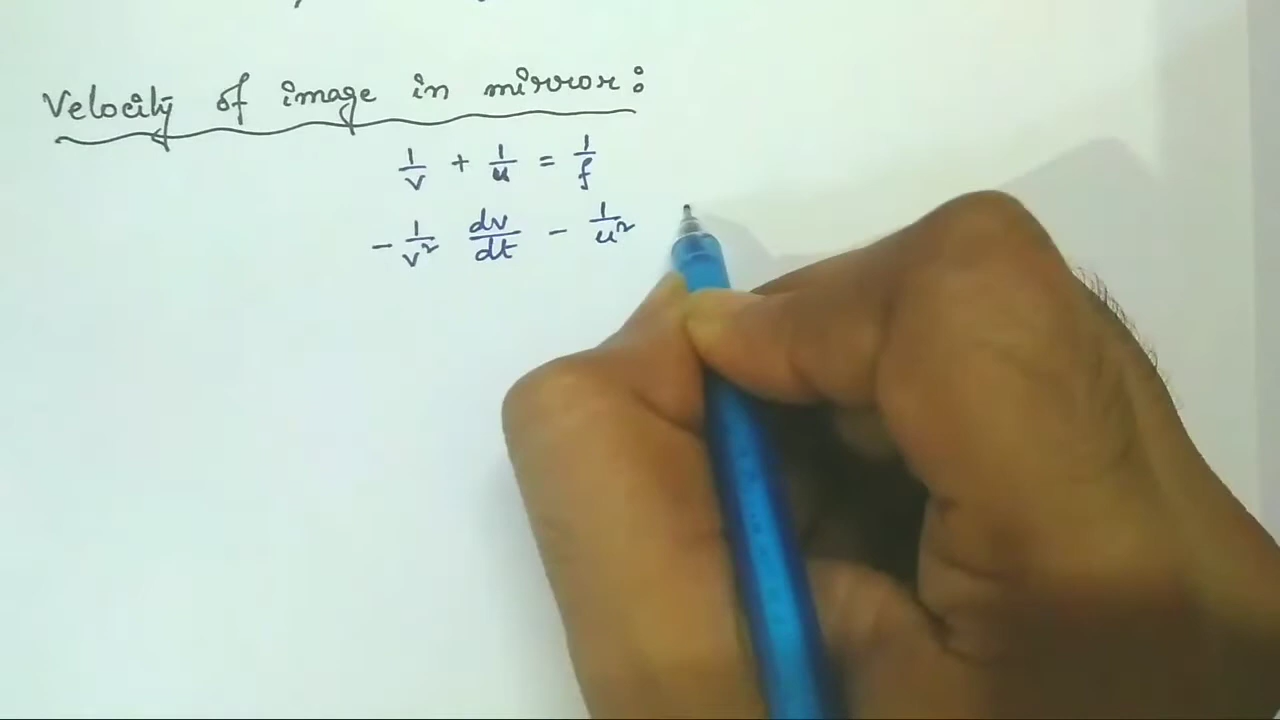 Velocity of image in mirror:
1/v + 1/u = 1/f
- 1/v² dv/dt - 1/u²